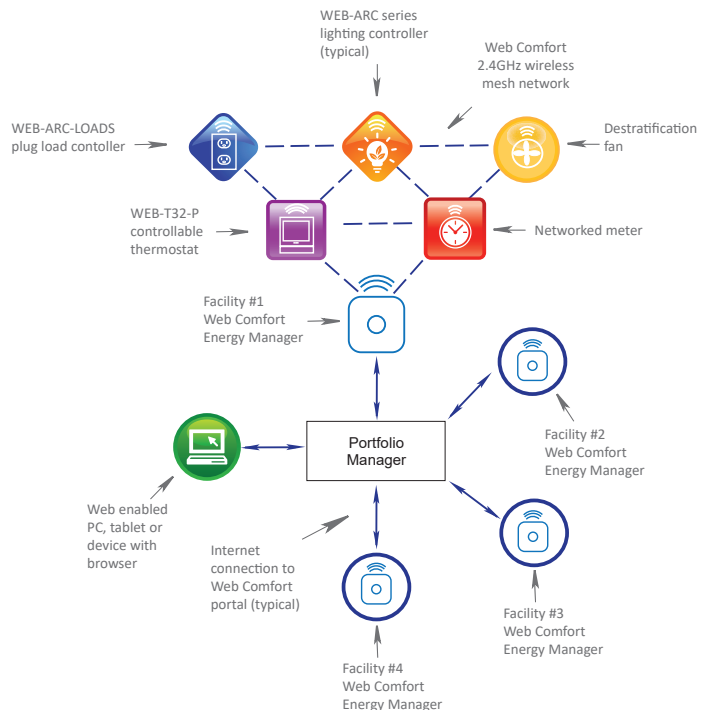 WEB-ARC series
lighting controller
(typical)
Web Comfort
2.4GHz wireless
mesh network
WEB-ARC-LOADS
plug load contoller
Destratification
fan
WEB-T32-P
controllable
thermostat
Networked meter
Facility #1
Web Comfort
Energy Manager
Portfolio
Manager
Facility #2
Web Comfort
Energy Manager
Web enabled
PC, tablet or
device with
browser
Internet
connection to
Web Comfort
portal (typical)
Facility #3
Web Comfort
Energy Manager
Facility #4
Web Comfort
Energy Manager